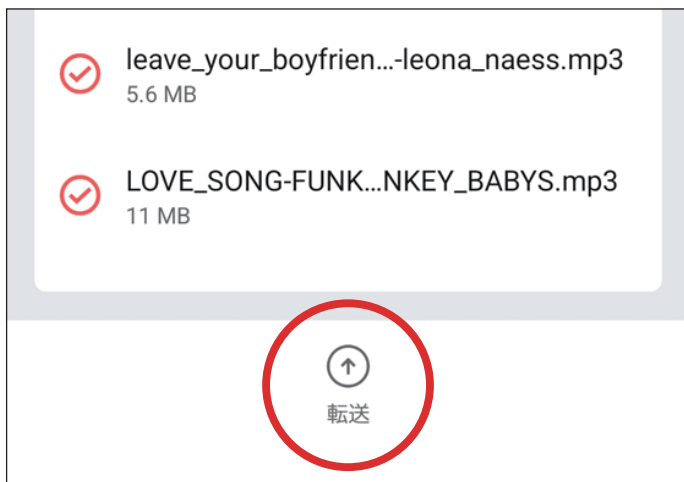 leave_your_boyfrien...-leona_naess.mp3
5.6 MB
LOVE_SONG-FUNK...NKEY_BABYS.mp3
11 MB
転送